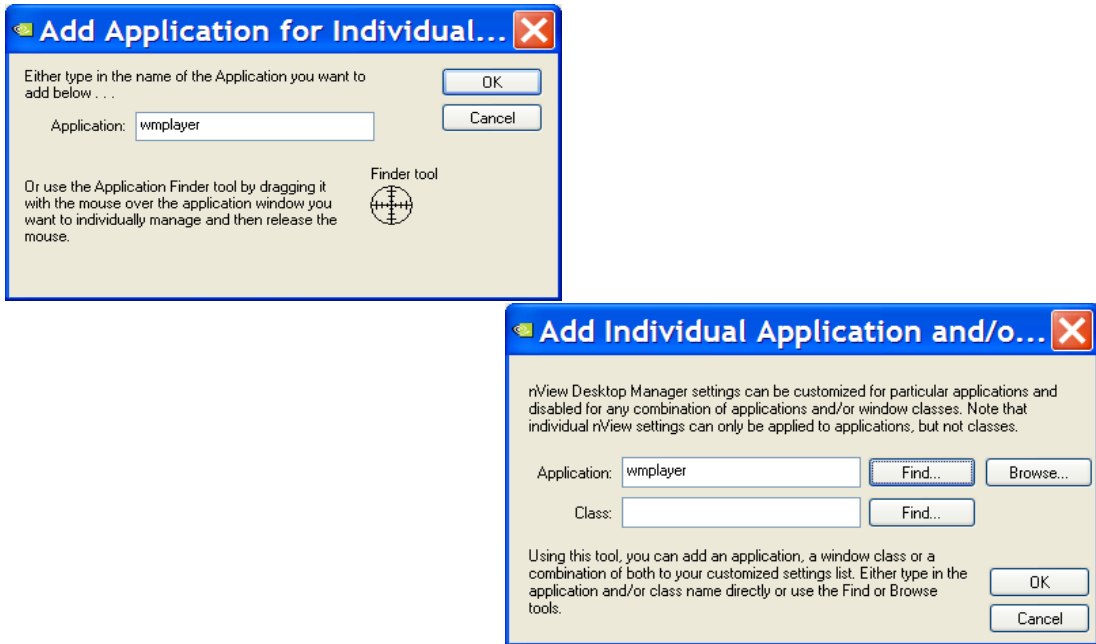 Add Application for Individual...
Either type in the name of the Application you want to
add below . . .
OK
Application: wmplayer
Cancel
Finder tool
Or use the Application Finder tool by dragging it
with the mouse over the application window you
want to individually manage and then release the
mouse.
Add Individual Application and/o...
nView Desktop Manager settings can be customized for particular applications and
disabled for any combination of applications and/or window classes. Note that
individual nView settings can only be applied to applications, but not classes.
Application: wmplayer Find... Browse...
Class: Find...
Using this tool, you can add an application, a window class or a
combination of both to your customized settings list. Either type in the
application and/or class name directly or use the Find or Browse
tools.
OK
Cancel